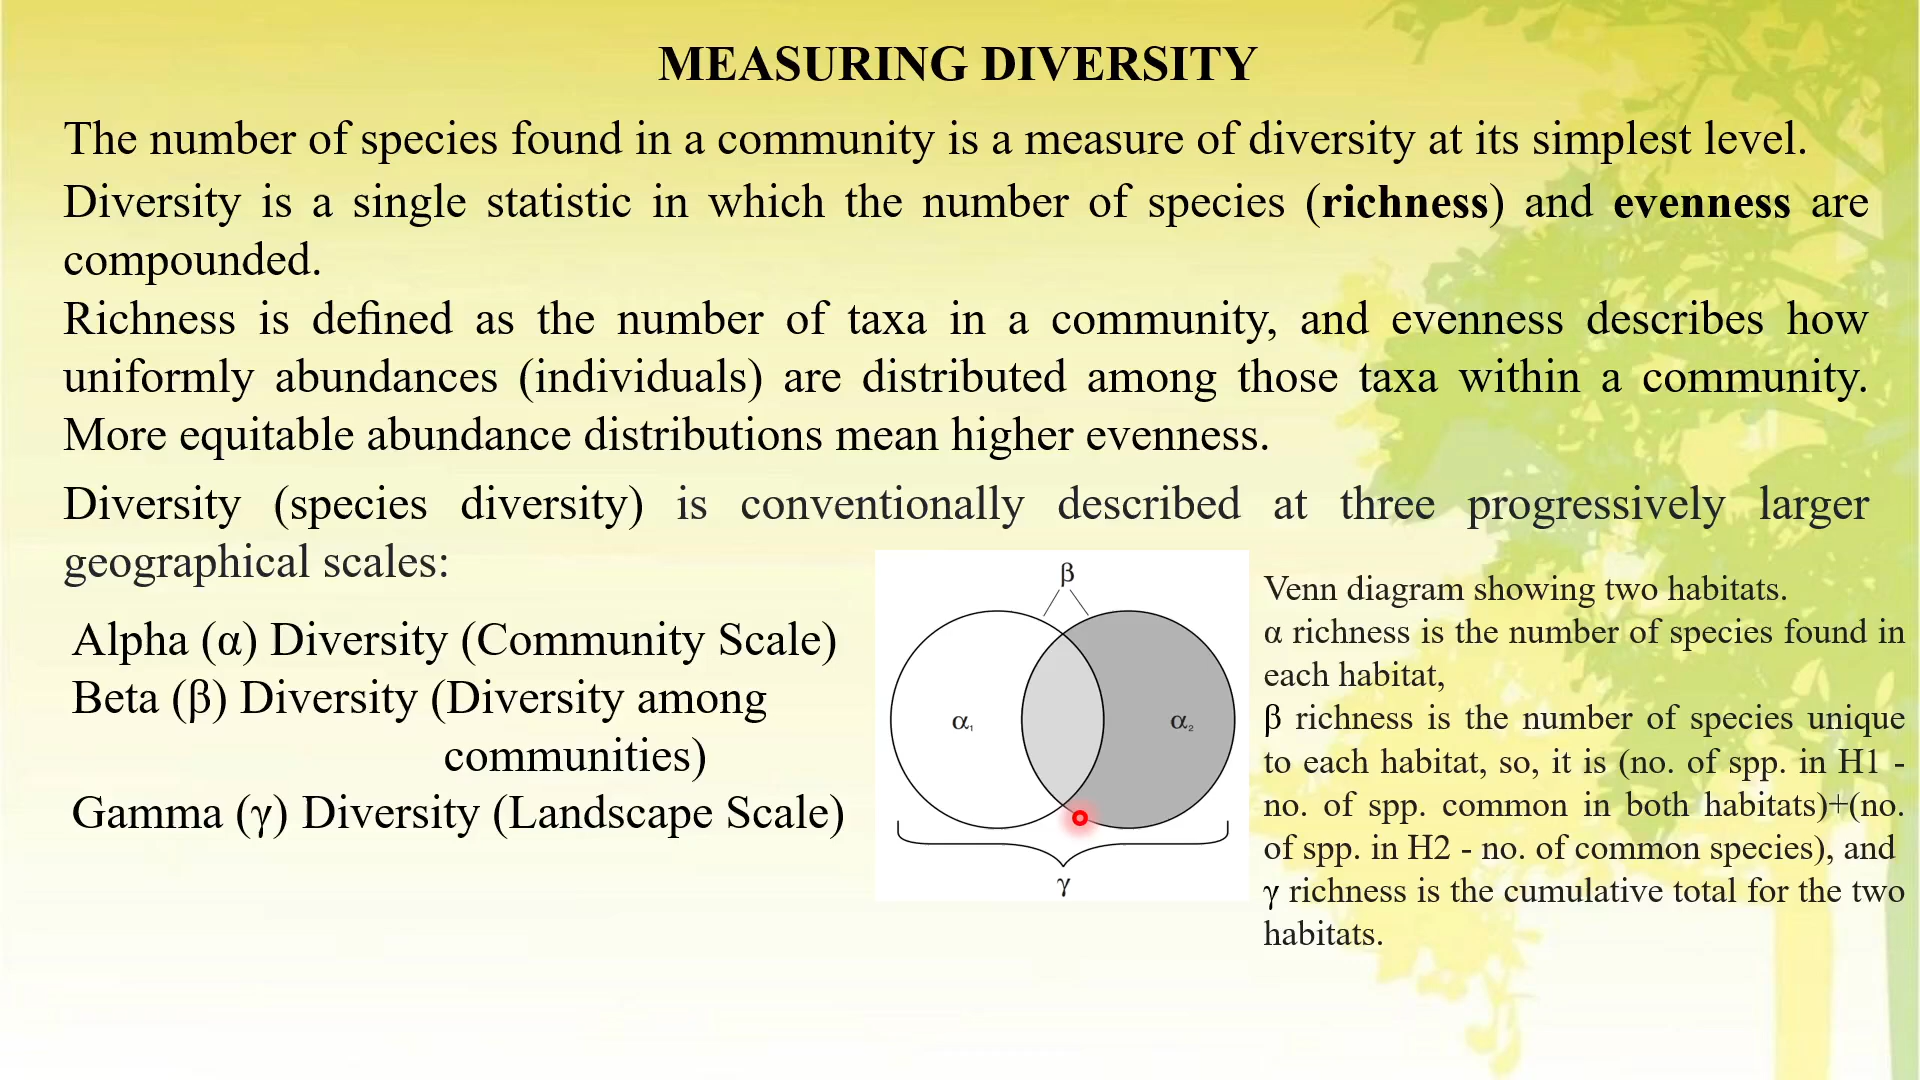 MEASURING DIVERSITY
The number of species found in a community is a measure of diversity at its simplest level.
Diversity is a single statistic in which the number of species (richness) and evenness are
compounded.
Richness is defined as the number of taxa in a community, and evenness describes how
uniformly abundances (individuals) are distributed among those taxa within a community.
More equitable abundance distributions mean higher evenness.
Diversity (species diversity) is conventionally described at three progressively larger
geographical scales:
Alpha (α) Diversity (Community Scale)
Beta (β) Diversity (Diversity among
communities)
Gamma (γ) Diversity (Landscape Scale)
β
α₁
α₂
γ
Venn diagram showing two habitats.
α richness is the number of species found in
each habitat,
β richness is the number of species unique
to each habitat, so, it is (no. of spp. in H1 -
no. of spp. common in both habitats)+(no.
of spp. in H2 - no. of common species), and
γ richness is the cumulative total for the two
habitats.